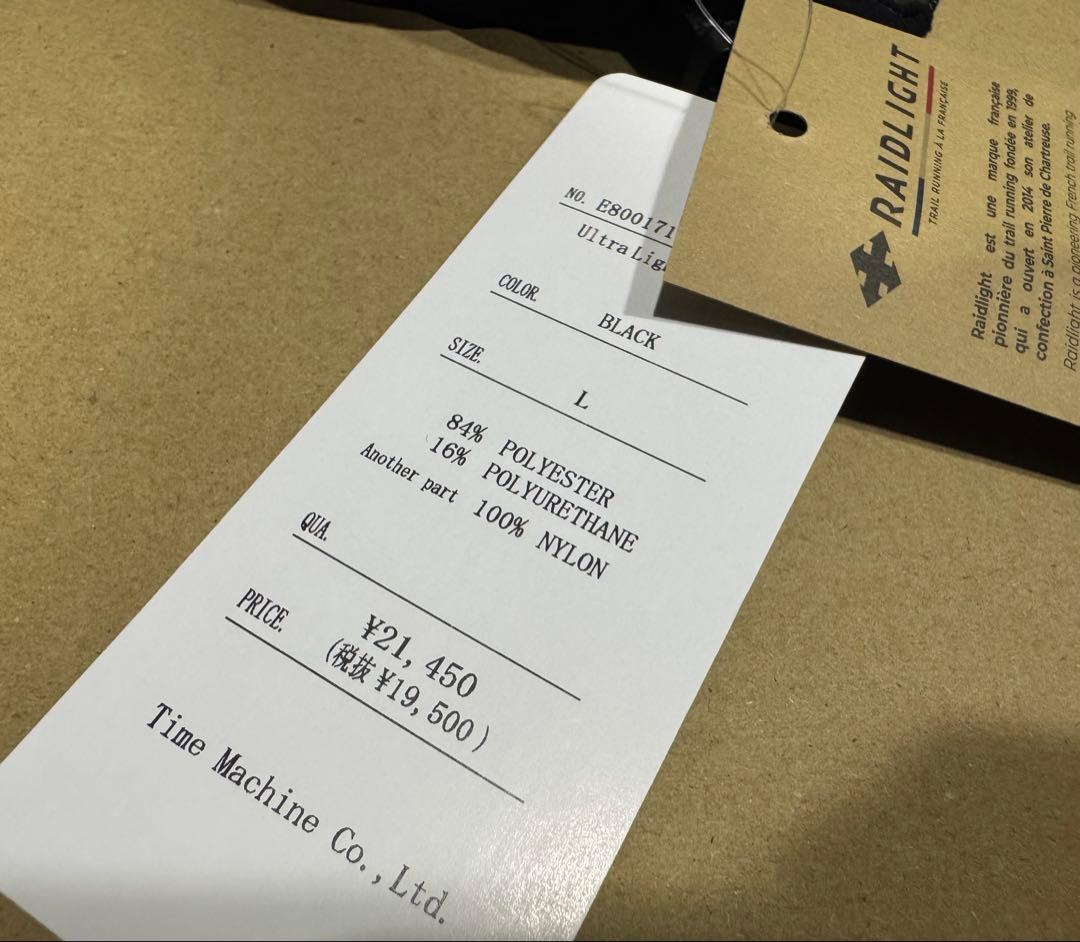 NO. E800171
Ultra Lig
COLOR.
BLACK
SIZE.
L
84% POLYESTER
16% POLYURETHANE
Another part 100% NYLON
QUA.
PRICE.
¥21,450
(税抜 ¥19,500)
Time Machine Co.,Ltd.
RAIDLIGHT
TRAIL RUNNING À LA FRANÇAISE
Raidlight est une marque française
pionnière du trail running fondée en 1999,
qui a ouvert en 2014 son atelier de
confection à Saint Pierre de Chartreuse.
Raidlight is a pioneering French trail running